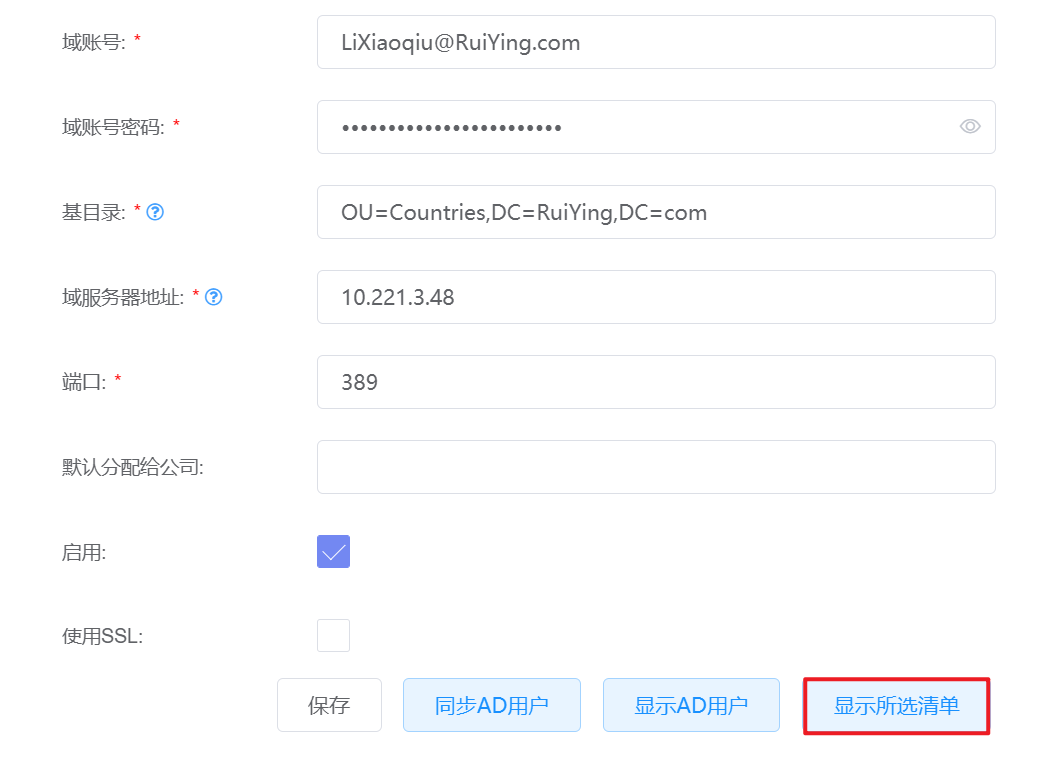 域账号: * LiXiaoqiu@RuiYing.com
域账号密码: * ••••••••••••••••••••••••
基目录: * ? OU=Countries,DC=RuiYing,DC=com
域服务器地址: * ? 10.221.3.48
端口: * 389
默认分配给公司:
启用:
使用SSL:
保存 同步AD用户 显示AD用户 显示所选清单